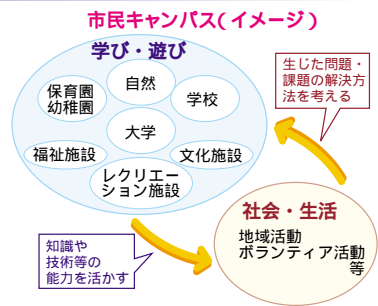 市民キャンパス(イメージ)
学び・遊び
自然
保育園
幼稚園
学校
大学
福祉施設
文化施設
レクリエー
ション施設
生じた問題・
課題の解決方
法を考える
社会・生活
地域活動
ボランティア活動
等
知識や
技術等の
能力を活かす